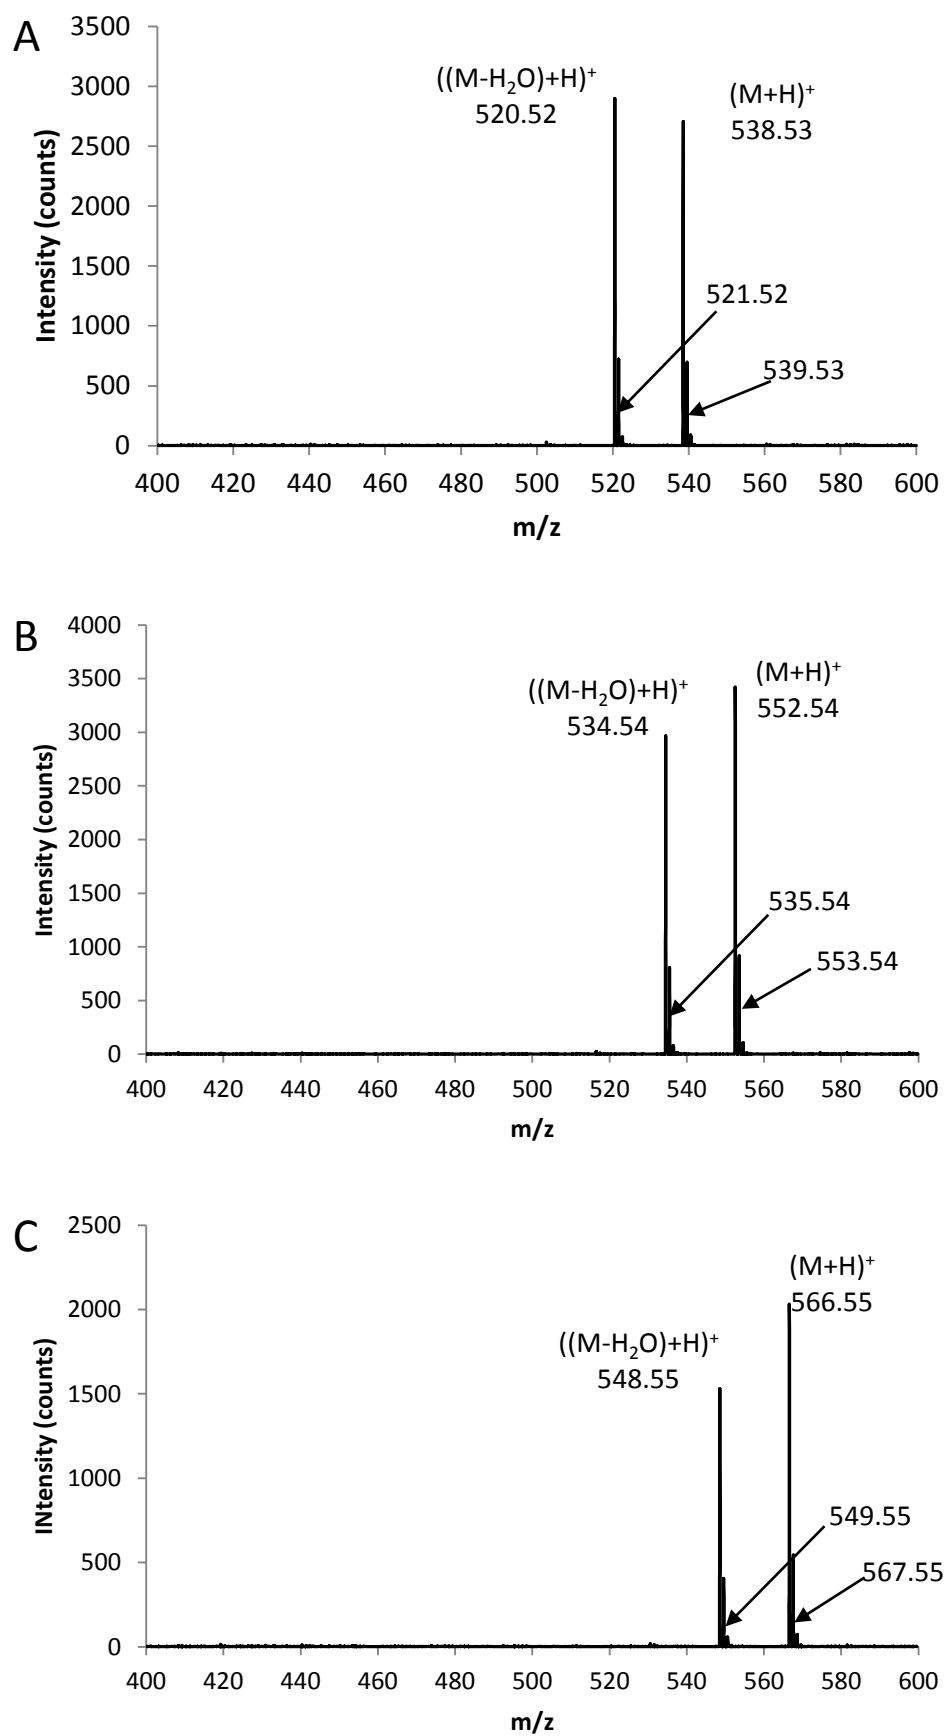 A
3500
3000
2500
2000
1500
1000
500
0
Intensity (counts)
((M-H₂O)+H)⁺
520.52
(M+H)⁺
538.53
521.52
539.53
400 420 440 460 480 500 520 540 560 580 600
m/z
B
4000
3500
3000
2500
2000
1500
1000
500
0
Intensity (counts)
((M-H₂O)+H)⁺
534.54
(M+H)⁺
552.54
535.54
553.54
400 420 440 460 480 500 520 540 560 580 600
m/z
C
2500
2000
1500
1000
500
0
INtensity (counts)
(M+H)⁺
566.55
((M-H₂O)+H)⁺
548.55
549.55
567.55
400 420 440 460 480 500 520 540 560 580 600
m/z